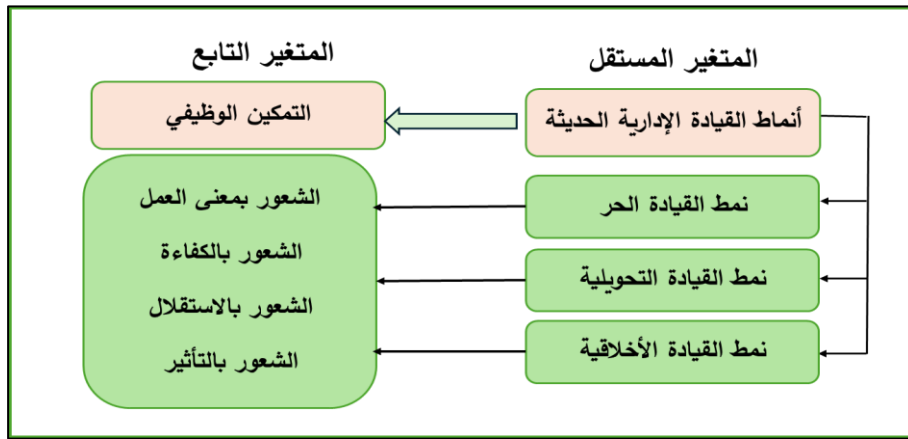 المتغير المستقل
المتغير التابع
أنماط القيادة الإدارية الحديثة
التمكين الوظيفي
نمط القيادة الحر
نمط القيادة التحويلية
نمط القيادة الأخلاقية
الشعور بمعنى العمل
الشعور بالكفاءة
الشعور بالاستقلال
الشعور بالتأثير